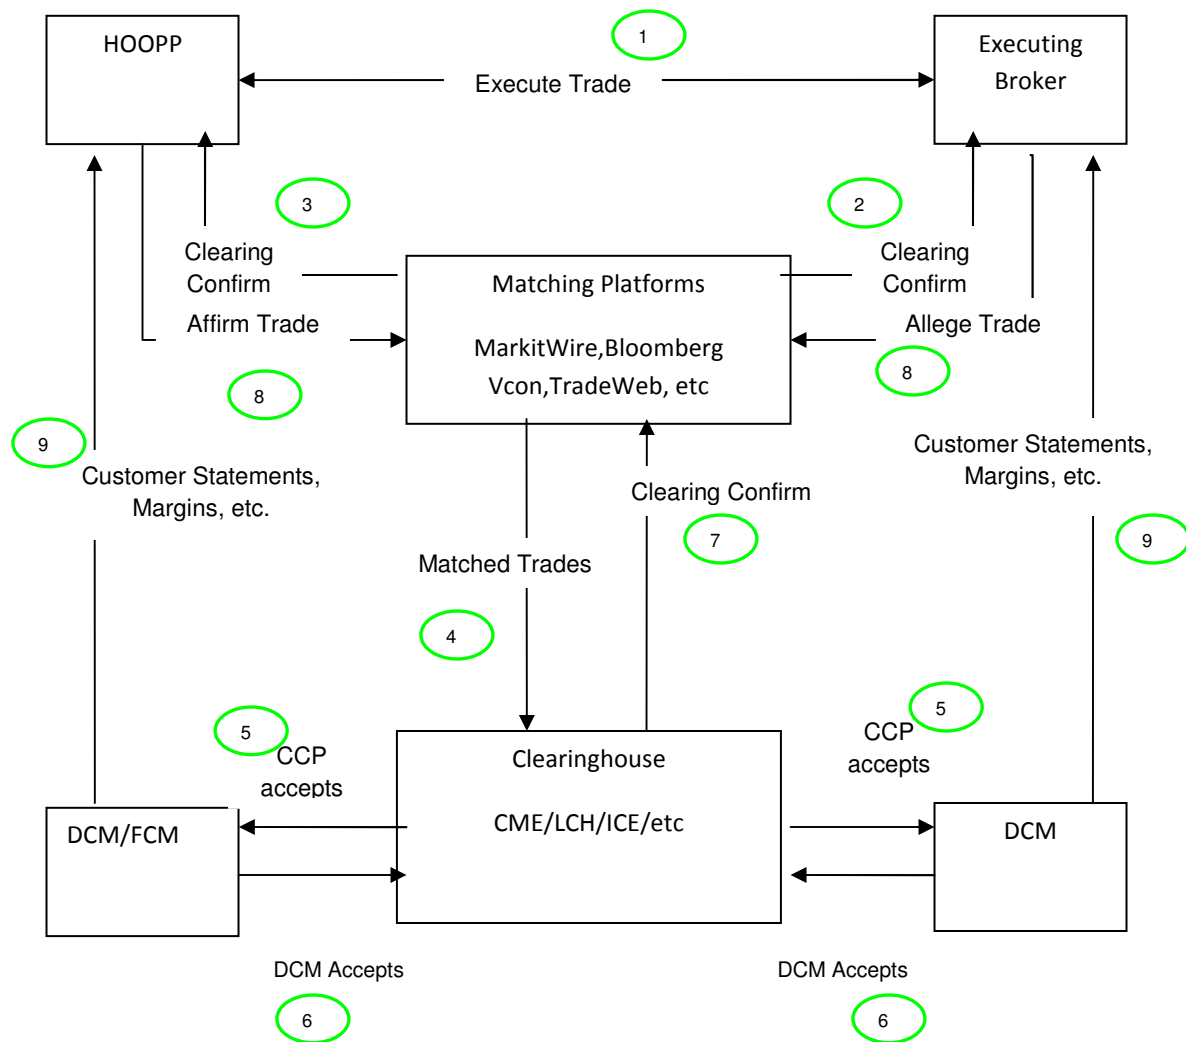 HOOPP
1
Executing
Broker
Execute Trade
3
2
Clearing
Confirm
Clearing
Confirm
Matching Platforms
Affirm Trade
Allege Trade
MarkitWire,Bloomberg
Vcon,TradeWeb, etc
8
8
9
Customer Statements,
Margins, etc.
Customer Statements,
Margins, etc.
Clearing Confirm
7
9
Matched Trades
4
5
CCP
accepts
5
CCP
accepts
Clearinghouse
CME/LCH/ICE/etc
DCM/FCM
DCM
DCM Accepts
DCM Accepts
6
6